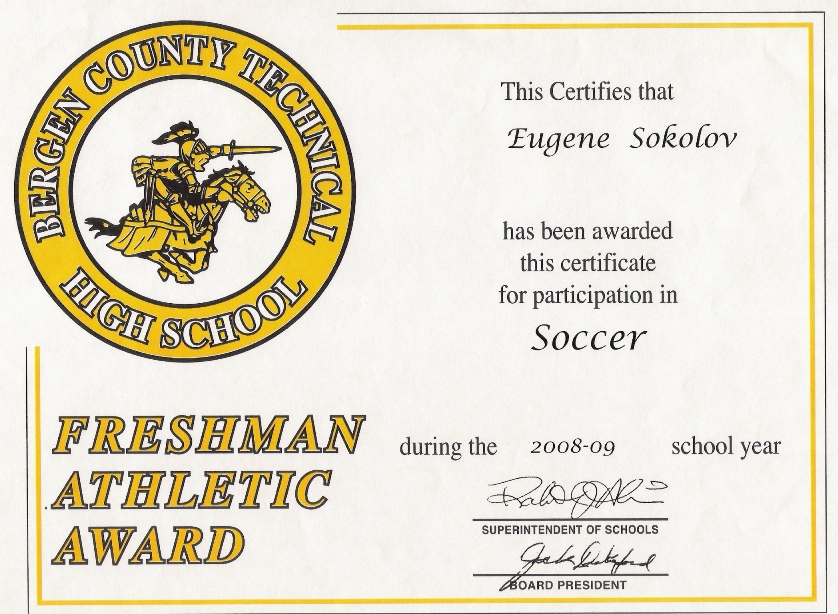 BERGEN COUNTY TECHNICAL
HIGH SCHOOL
This Certifies that
Eugene Sokolov
has been awarded
this certificate
for participation in
Soccer
FRESHMAN
ATHLETIC
AWARD
during the 2008-09 school year
SUPERINTENDENT OF SCHOOLS
BOARD PRESIDENT